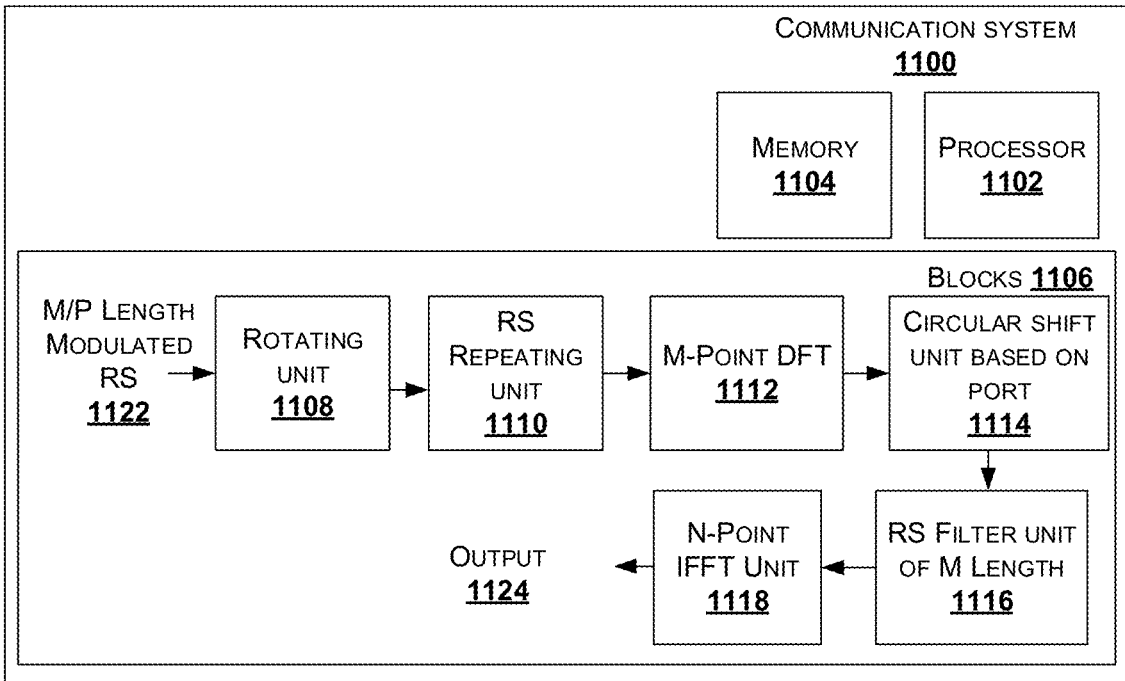 COMMUNICATION SYSTEM
1100
MEMORY
1104
PROCESSOR
1102
BLOCKS 1106
M/P LENGTH
MODULATED
RS
1122
ROTATING
UNIT
1108
RS
REPEATING
UNIT
1110
M-POINT DFT
1112
CIRCULAR SHIFT
UNIT BASED ON
PORT
1114
RS FILTER UNIT
OF M LENGTH
1116
N-POINT
IFFT UNIT
1118
OUTPUT
1124